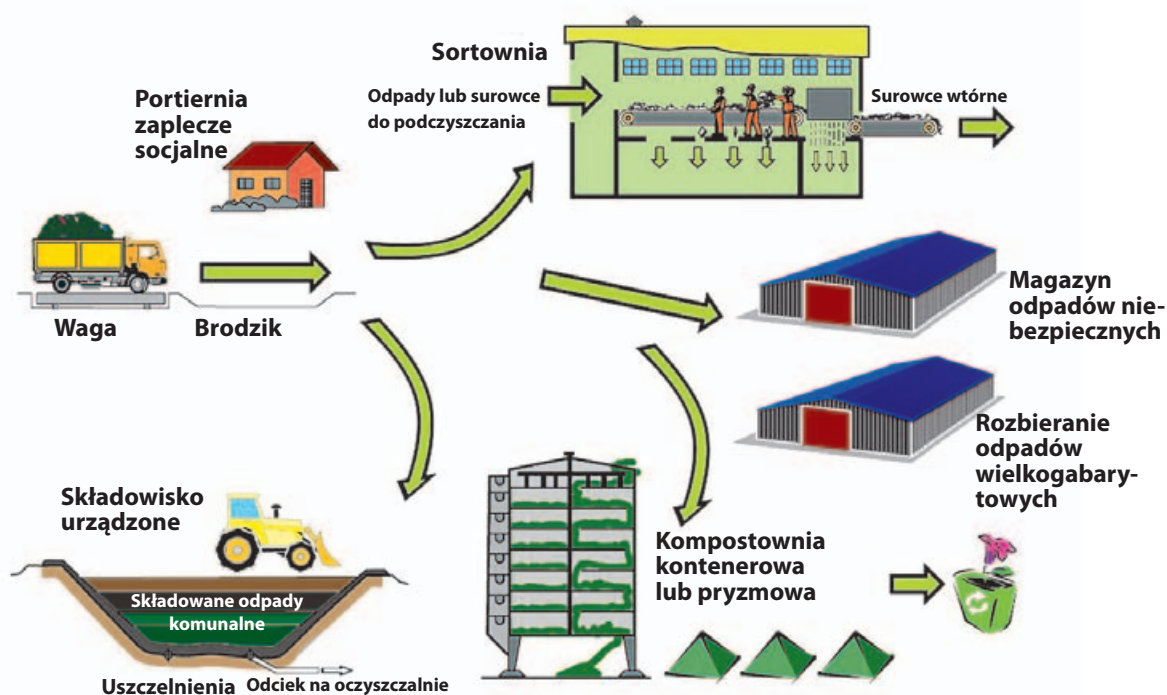 Sortownia
Odpady lub surowce
do podczyszczania
Surowce wtórne
Portiernia
zaplecze
socjalne
Waga
Brodzik
Magazyn
odpadów nie-
bezpiecznych
Rozbieranie
odpadów
wielkogabary-
towych
Składowisko
urządzone
Składowane odpady
komunalne
Uszczelnienia
Odciek na oczyszczalnie
Kompostownia
kontenerowa
lub pryzmowa